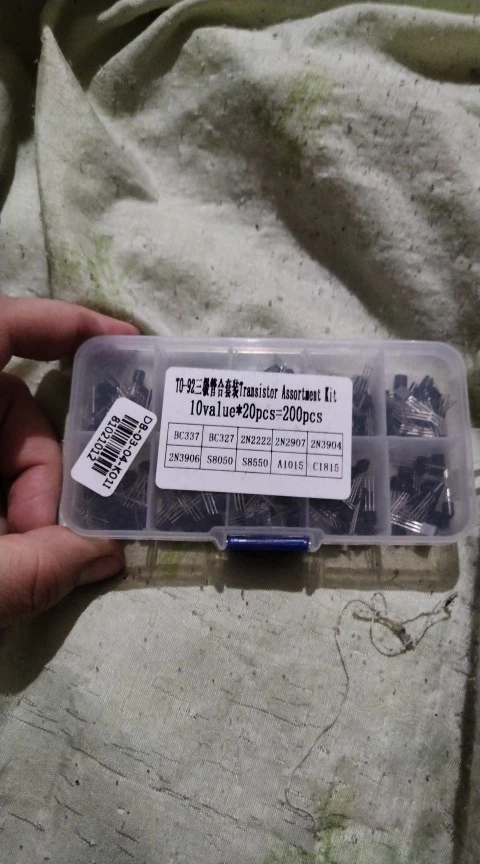 TO-92三极管合套装Transistor Assortment Kit
10value*20pcs=200pcs
BC337 BC327 2N2222 2N2907 2N3904
2N3906 S8050 S8550 A1015 C1815
DB-03-04-K01
81021012